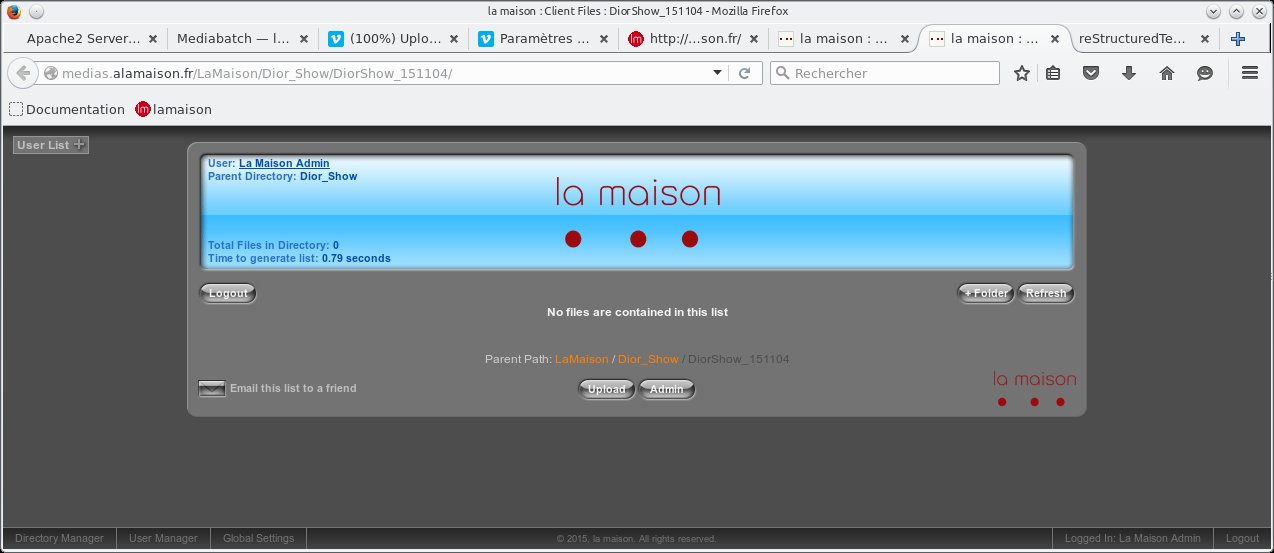 la maison : Client Files : DiorShow_151104 - Mozilla Firefox
Apache2 Server... Mediabatch — l... (100%) Uplo... Paramètres ... http://...son.fr/ la maison : ... la maison : ... reStructuredTe...
medias.alamaison.fr/LaMaison/Dior_Show/DiorShow_151104/ Rechercher
Documentation lm lamaison
User List
User: La Maison Admin
Parent Directory: Dior_Show
la maison
Total Files in Directory: 0
Time to generate list: 0.79 seconds
Logout + Folder Refresh
No files are contained in this list
Parent Path: LaMaison / Dior_Show / DiorShow_151104
Email this list to a friend Upload Admin
la maison
Directory Manager User Manager Global Settings © 2015, la maison. All rights reserved. Logged In: La Maison Admin Logout